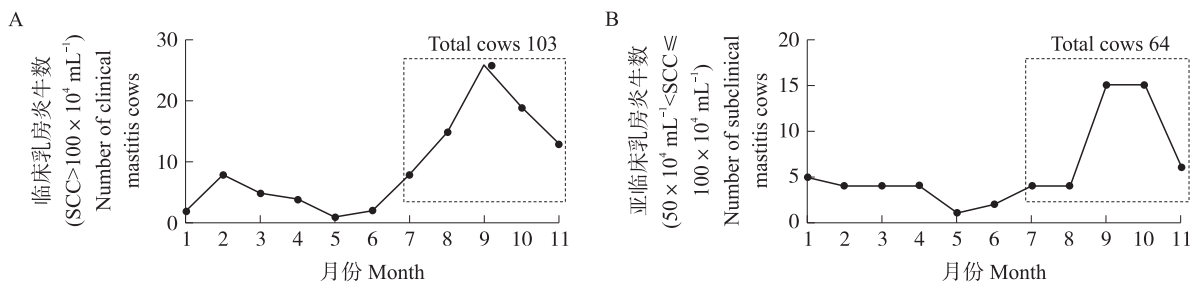 A
临床乳房炎牛数
(SCC>100×10⁴ mL⁻¹)
Number of clinical
mastitis cows
Total cows 103
30
20
10
0
1 2 3 4 5 6 7 8 9 10 11
月份 Month
B
亚临床乳房炎牛数
(50×10⁴ mL⁻¹<SCC≤
100×10⁴ mL⁻¹)
Number of subclinical
mastitis cows
Total cows 64
20
15
10
5
0
1 2 3 4 5 6 7 8 9 10 11
月份 Month